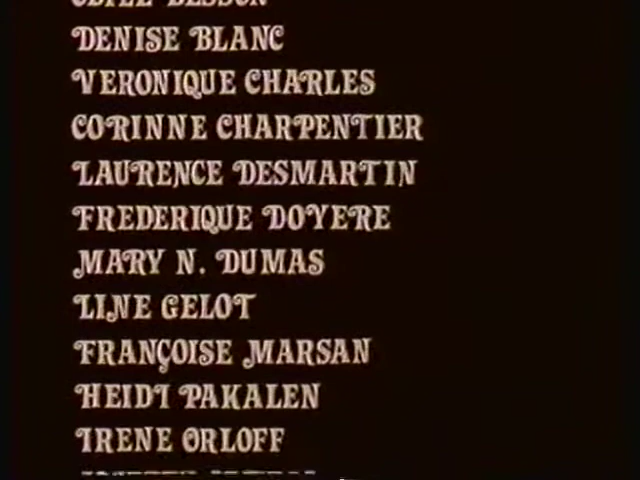 DENISE BLANC
VERONIQUE CHARLES
CORINNE CHARPENTIER
LAURENCE DESMARTIN
FREDERIQUE DOYERE
MARY N. DUMAS
LINE GELOT
FRANÇOISE MARSAN
HEIDI PAKALEN
IRENE ORLOFF